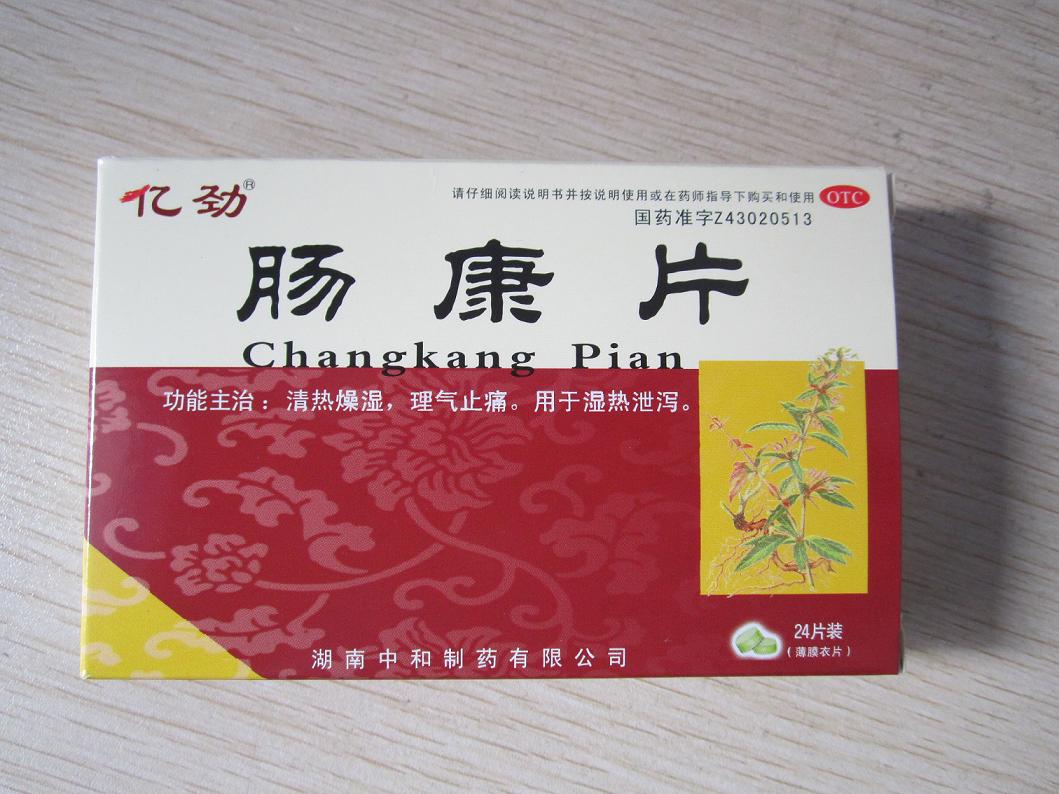 亿劲®
请仔细阅读说明书并按说明使用或在药师指导下购买和使用 OTC
国药准字Z43020513
肠康片
Changkang Pian
功能主治：清热燥湿，理气止痛。用于湿热泄泻。
24片装
（薄膜衣片）
湖南中和制药有限公司